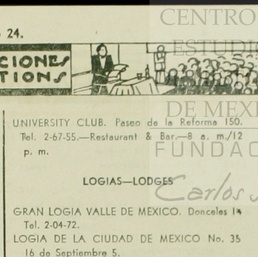 24.
CENTRO
ESTUDIO
CIONES
TIONS
DE MEXI
UNIVERSITY CLUB. Paseo de la Reforma 150.
Tel. 2-67-55.—Restaurant & Bar.—8 a. m./12
p. m.
FUNDAC
LOGIAS—LODGES
Carlos
GRAN LOGIA VALLE DE MEXICO. Donceles
Tel. 2-04-72.
LOGIA DE LA CIUDAD DE MEXICO No. 35
16 de Septiembre 5.